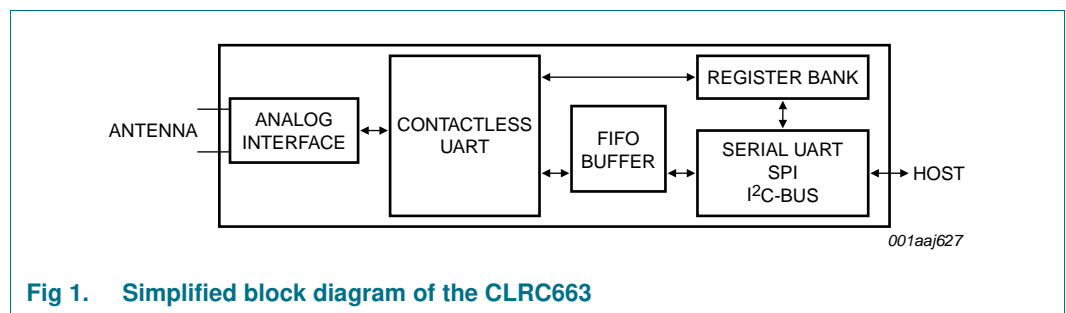 ANTENNA
ANALOG
INTERFACE
CONTACTLESS
UART
FIFO
BUFFER
REGISTER BANK
SERIAL UART
SPI
I²C-BUS
HOST
001aaj627
Fig 1. Simplified block diagram of the CLRC663